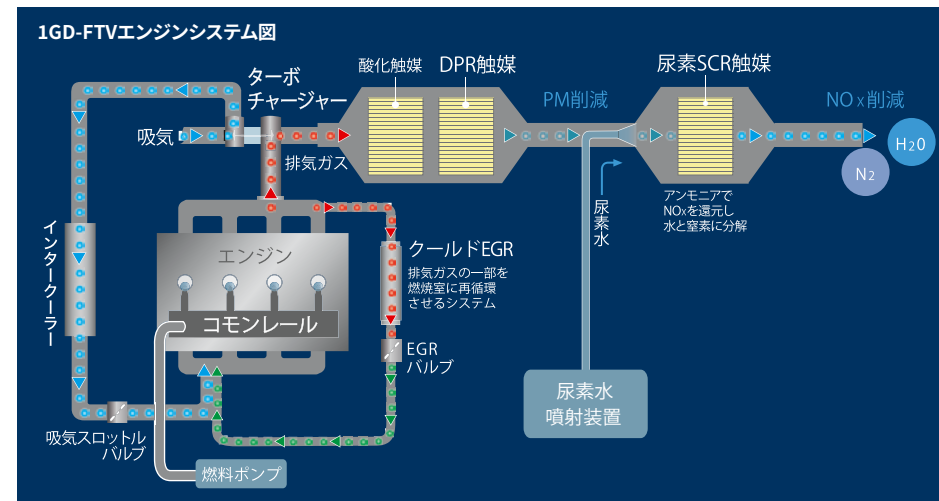 1GD-FTVエンジンシステム図
ターボ
チャージャー
酸化触媒
DPR触媒
尿素SCR触媒
吸気
排気ガス
PM削減
NOx削減
H2O
N2
尿素水
アンモニアで
NOxを還元し
水と窒素に分解
インタークーラー
エンジン
コモンレール
クールドEGR
排気ガスの一部を
燃焼室に再循環
させるシステム
EGR
バルブ
尿素水
噴射装置
吸気スロットル
バルブ
燃料ポンプ